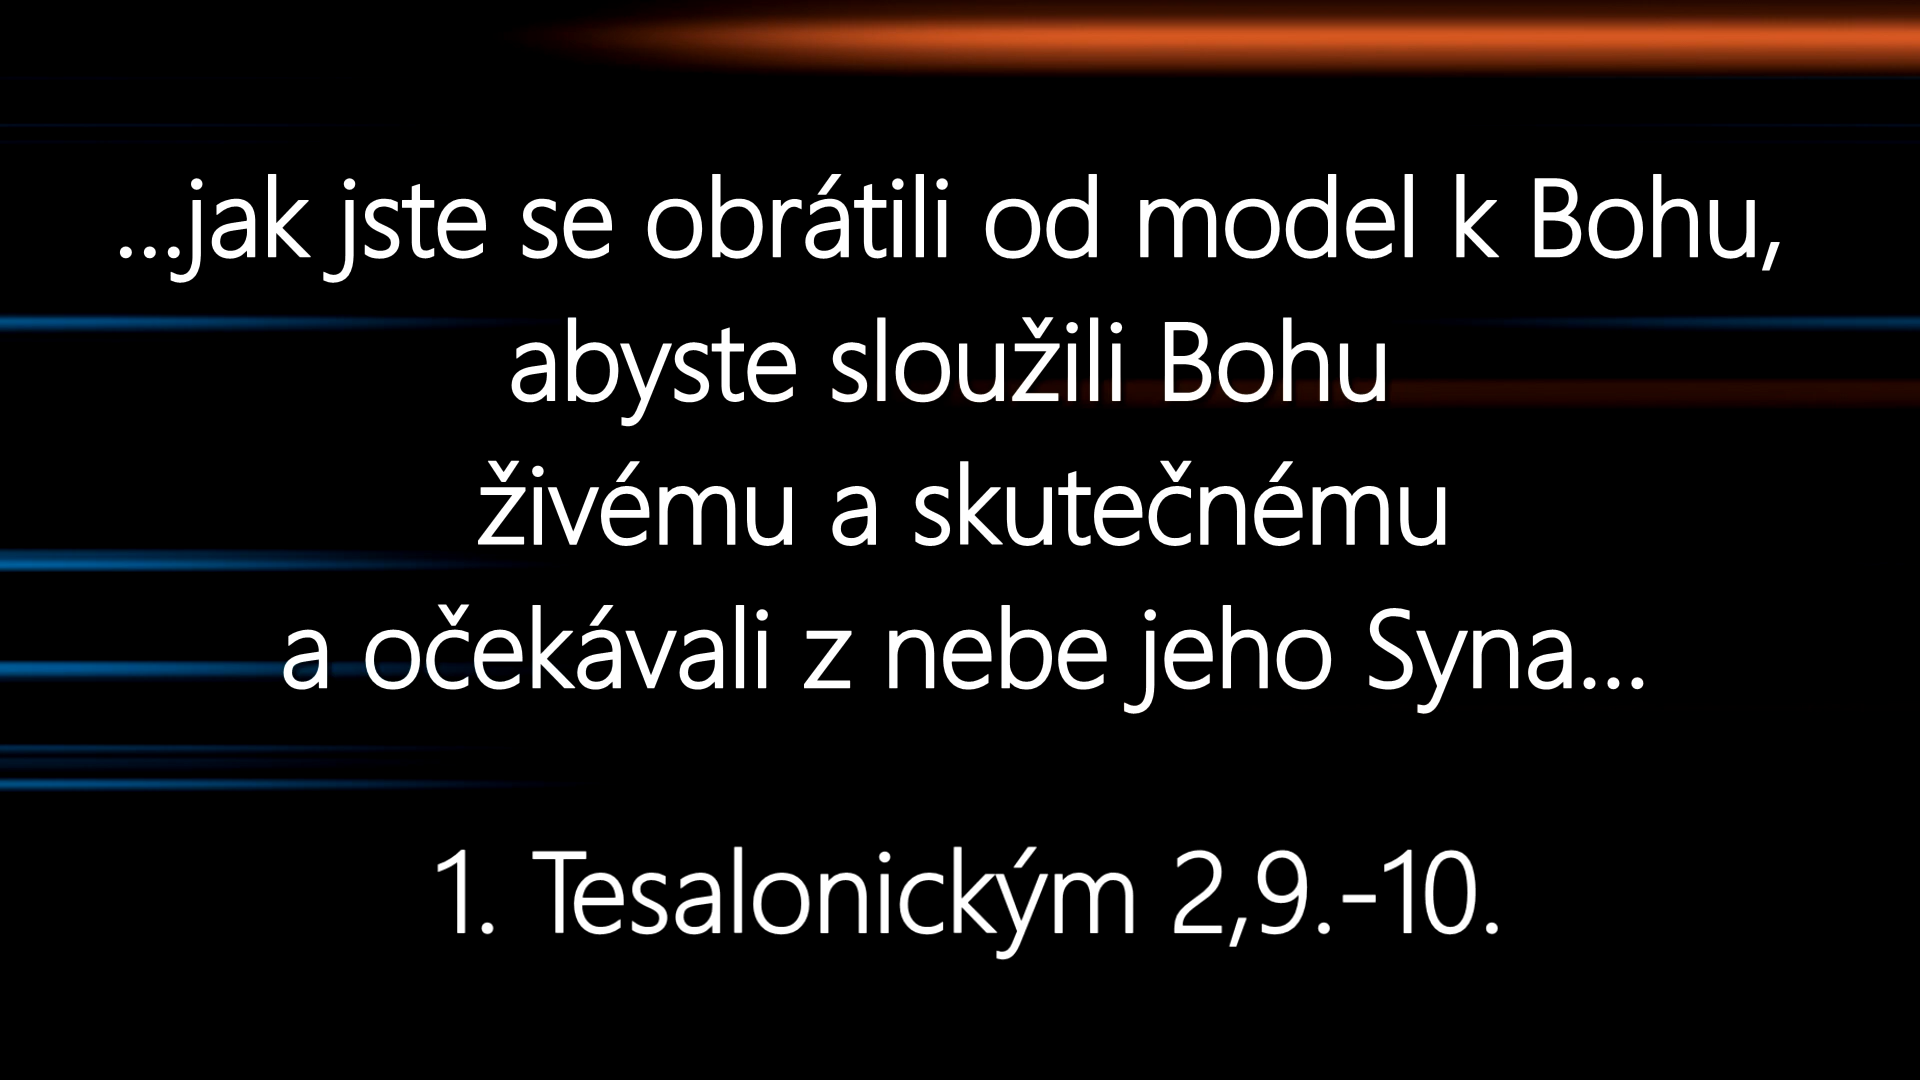 ...jak jste se obrátili od model k Bohu,
abyste sloužili Bohu
živému a skutečnému
a očekávali z nebe jeho Syna...
1. Tesalonickým 2,9.-10.